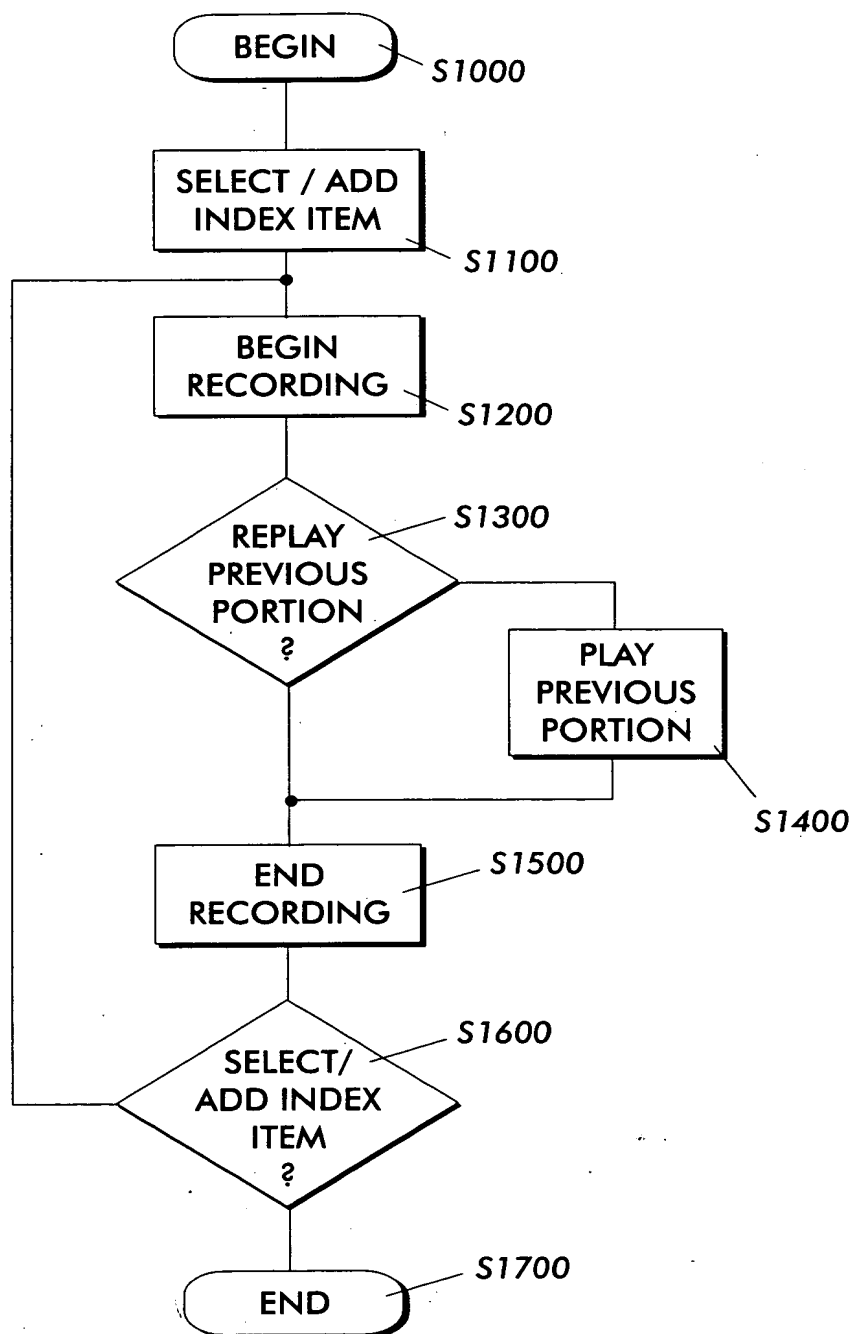 BEGIN
S1000
SELECT / ADD
INDEX ITEM
S1100
BEGIN
RECORDING
S1200
S1300
REPLAY
PREVIOUS
PORTION
?
PLAY
PREVIOUS
PORTION
S1400
END
RECORDING
S1500
S1600
SELECT/
ADD INDEX
ITEM
?
END
S1700